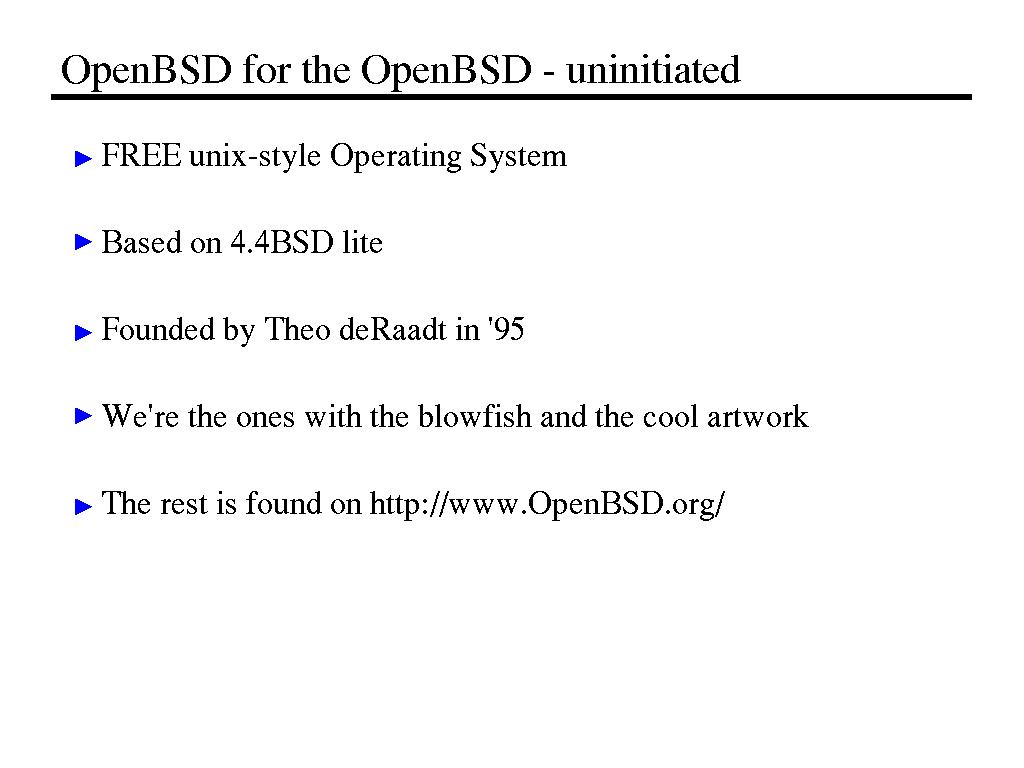 OpenBSD for the OpenBSD - uninitiated
FREE unix-style Operating System
Based on 4.4BSD lite
Founded by Theo deRaadt in '95
We're the ones with the blowfish and the cool artwork
The rest is found on http://www.OpenBSD.org/